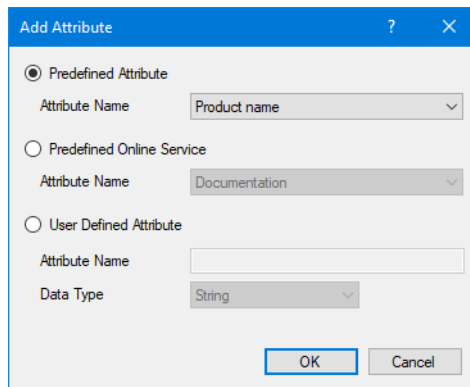 Add Attribute ?
Predefined Attribute
Attribute Name Product name
Predefined Online Service
Attribute Name Documentation
User Defined Attribute
Attribute Name
Data Type String
OK Cancel